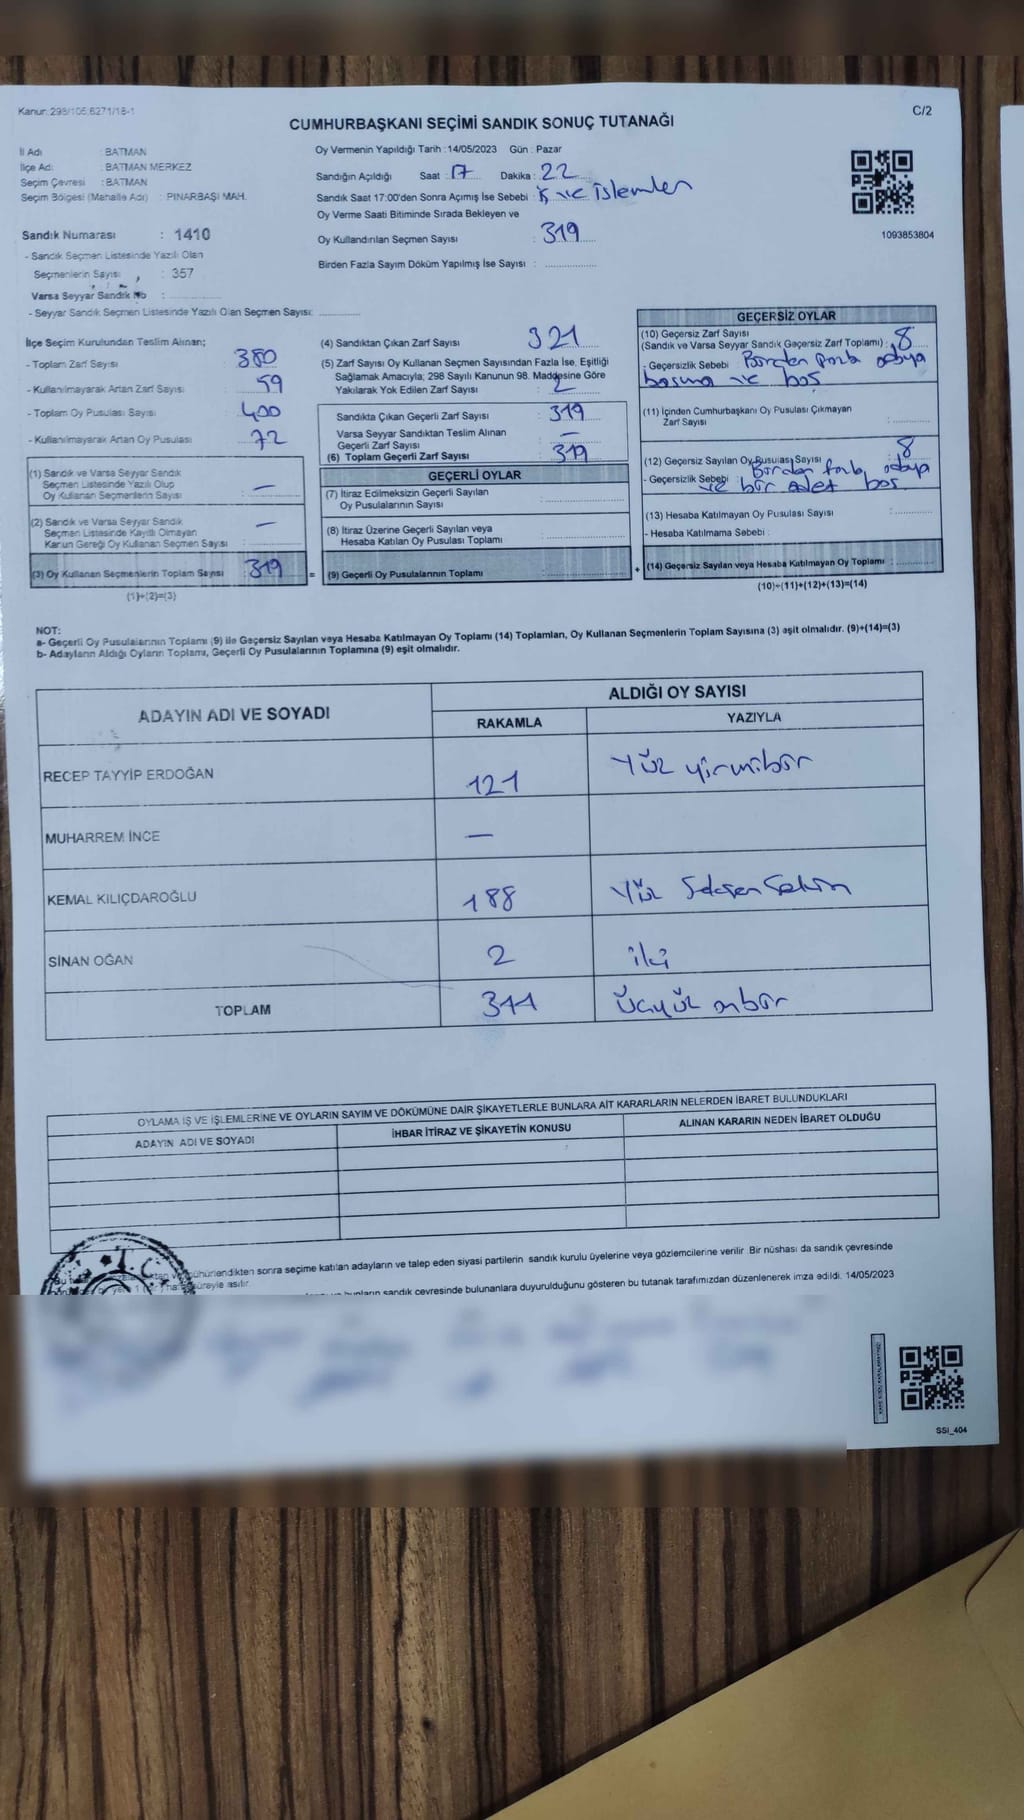 Kanun: 298/105,6271/18-1
C/2
CUMHURBAŞKANI SEÇİMİ SANDIK SONUÇ TUTANAĞI
İl Adı : BATMAN
İlçe Adı : BATMAN MERKEZ
Seçim Çevresi : BATMAN
Seçim Bölgesi (Mahalle Adı) : PINARBAŞI MAH.
Sandık Numarası : 1410
- Sandık Seçmen Listesinde Yazılı Olan
Seçmenlerin Sayısı : 357
Varsa Seyyar Sandık No :
- Seyyar Sandık Seçmen Listesinde Yazılı Olan Seçmen Sayısı:
Oy Vermenin Yapıldığı Tarih : 14/05/2023 Gün : Pazar
Sandığın Açıldığı Saat : 17 Dakika : 22
Sandık Saat 17:00'den Sonra Açımış İse Sebebi : İş ve işlemler
Oy Verme Saati Bitiminde Sırada Bekleyen ve
Oy Kullandırılan Seçmen Sayısı : 319
Birden Fazla Sayım Döküm Yapılmış İse Sayısı :
1093853804
İlçe Seçim Kurulundan Teslim Alınan;
- Toplam Zarf Sayısı : 380
- Kullanılmayarak Artan Zarf Sayısı : 59
- Toplam Oy Pusulası Sayısı : 400
- Kullanılmayarak Artan Oy Pusulası : 72
(1) Sandık ve Varsa Seyyar Sandık
Seçmen Listesinde Yazılı Olup
Oy Kullanan Seçmenlerin Sayısı : —
(2) Sandık ve Varsa Seyyar Sandık
Seçmen Listesinde Kayıtlı Olmayan
Kanun Gereği Oy Kullanan Seçmen Sayısı : —
(3) Oy Kullanan Seçmenlerin Toplam Sayısı : 319
(1)+(2)=(3)
(4) Sandıktan Çıkan Zarf Sayısı : 321
(5) Zarf Sayısı Oy Kullanan Seçmen Sayısından Fazla İse, Eşitliği
Sağlamak Amacıyla; 298 Sayılı Kanunun 98. Maddesine Göre
Yakılarak Yok Edilen Zarf Sayısı : 2
Sandıkta Çıkan Geçerli Zarf Sayısı : 319
Varsa Seyyar Sandıktan Teslim Alınan
Geçerli Zarf Sayısı : —
(6) Toplam Geçerli Zarf Sayısı : 319
GEÇERLİ OYLAR
(7) İtiraz Edilmeksizin Geçerli Sayılan
Oy Pusulalarının Sayısı :
(8) İtiraz Üzerine Geçerli Sayılan veya
Hesaba Katılan Oy Pusulası Toplamı :
= (9) Geçerli Oy Pusulalarının Toplamı :
GEÇERSİZ OYLAR
(10) Geçersiz Zarf Sayısı
(Sandık ve Varsa Seyyar Sandık Geçersiz Zarf Toplamı) : 8
- Geçersizlik Sebebi : Birden fazla adaya
basma ve boş
(11) İçinden Cumhurbaşkanı Oy Pusulası Çıkmayan
Zarf Sayısı :
(12) Geçersiz Sayılan Oy Pusulası Sayısı : 8
- Geçersizlik Sebebi : Birden fazla adaya
ve bir adet boş
(13) Hesaba Katılmayan Oy Pusulası Sayısı :
- Hesaba Katılmama Sebebi :
+ (14) Geçersiz Sayılan veya Hesaba Katılmayan Oy Toplamı :
(10)+(11)+(12)+(13)=(14)
NOT:
a- Geçerli Oy Pusulalarının Toplamı (9) ile Geçersiz Sayılan veya Hesaba Katılmayan Oy Toplamı (14) Toplamları, Oy Kullanan Seçmenlerin Toplam Sayısına (3) eşit olmalıdır. (9)+(14)=(3)
b- Adayların Aldığı Oyların Toplamı, Geçerli Oy Pusulalarının Toplamına (9) eşit olmalıdır.
ADAYIN ADI VE SOYADI
ALDIĞI OY SAYISI
RAKAMLA YAZIYLA
RECEP TAYYİP ERDOĞAN 121 Yüz yirmibir
MUHARREM İNCE —
KEMAL KILIÇDAROĞLU 188 Yüz Seksen Sekiz
SİNAN OĞAN 2 iki
TOPLAM 311 üçyüz onbir
OYLAMA İŞ VE İŞLEMLERİNE VE OYLARIN SAYIM VE DÖKÜMÜNE DAİR ŞİKAYETLERLE BUNLARA AİT KARARLARIN NELERDEN İBARET BULUNDUKLARI
ADAYIN ADI VE SOYADI İHBAR İTİRAZ VE ŞİKAYETİN KONUSU ALINAN KARARIN NEDEN İBARET OLDUĞU
T.C.
mühürlendikten sonra seçime katılan adayların ve talep eden siyasi partilerin sandık kurulu üyelerine veya gözlemcilerine verilir. Bir nüshası da sandık çevresinde
süreyle asılır.
bunların sandık çevresinde bulunanlara duyurulduğunu gösteren bu tutanak tarafımızdan düzenlenerek imza edildi. 14/05/2023
SSI_404